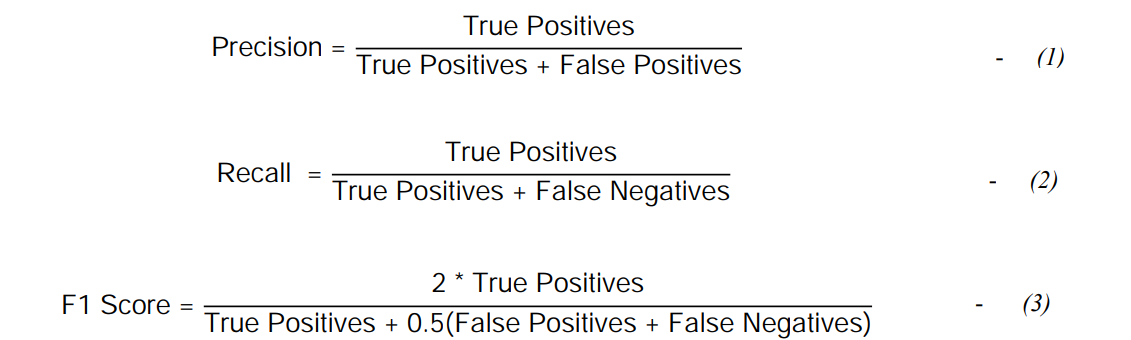 True Positives
Precision = True Positives + False Positives - (1)
True Positives
Recall = True Positives + False Negatives - (2)
2 * True Positives
F1 Score = True Positives + 0.5(False Positives + False Negatives) - (3)